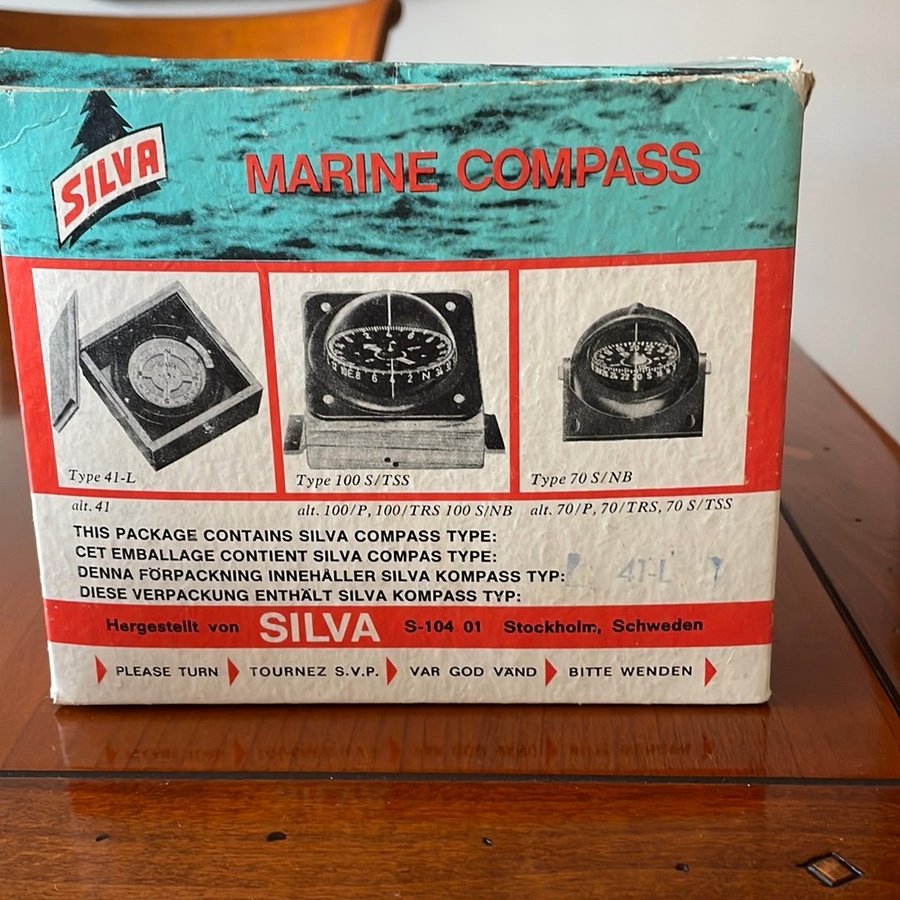 SILVA
MARINE COMPASS
Type 41-L
Type 100 S/TSS
Type 70 S/NB
alt. 41
alt. 100/P, 100/TRS 100 S/NB
alt. 70/P, 70/TRS, 70 S/TSS
THIS PACKAGE CONTAINS SILVA COMPASS TYPE:
CET EMBALLAGE CONTIENT SILVA COMPAS TYPE:
DENNA FÖRPACKNING INNEHÅLLER SILVA KOMPASS TYP: 41-L
DIESE VERPACKUNG ENTHÄLT SILVA KOMPASS TYP:
Hergestellt von SILVA S-104 01 Stockholm, Schweden
PLEASE TURN TOURNEZ S.V.P. VAR GOD VÄND BITTE WENDEN